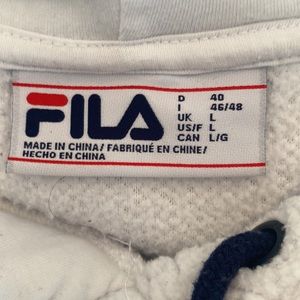 FILA
D 40
I 46/48
UK L
US/F L
CAN L/G
MADE IN CHINA/ FABRIQUÉ EN CHINE/
HECHO EN CHINA